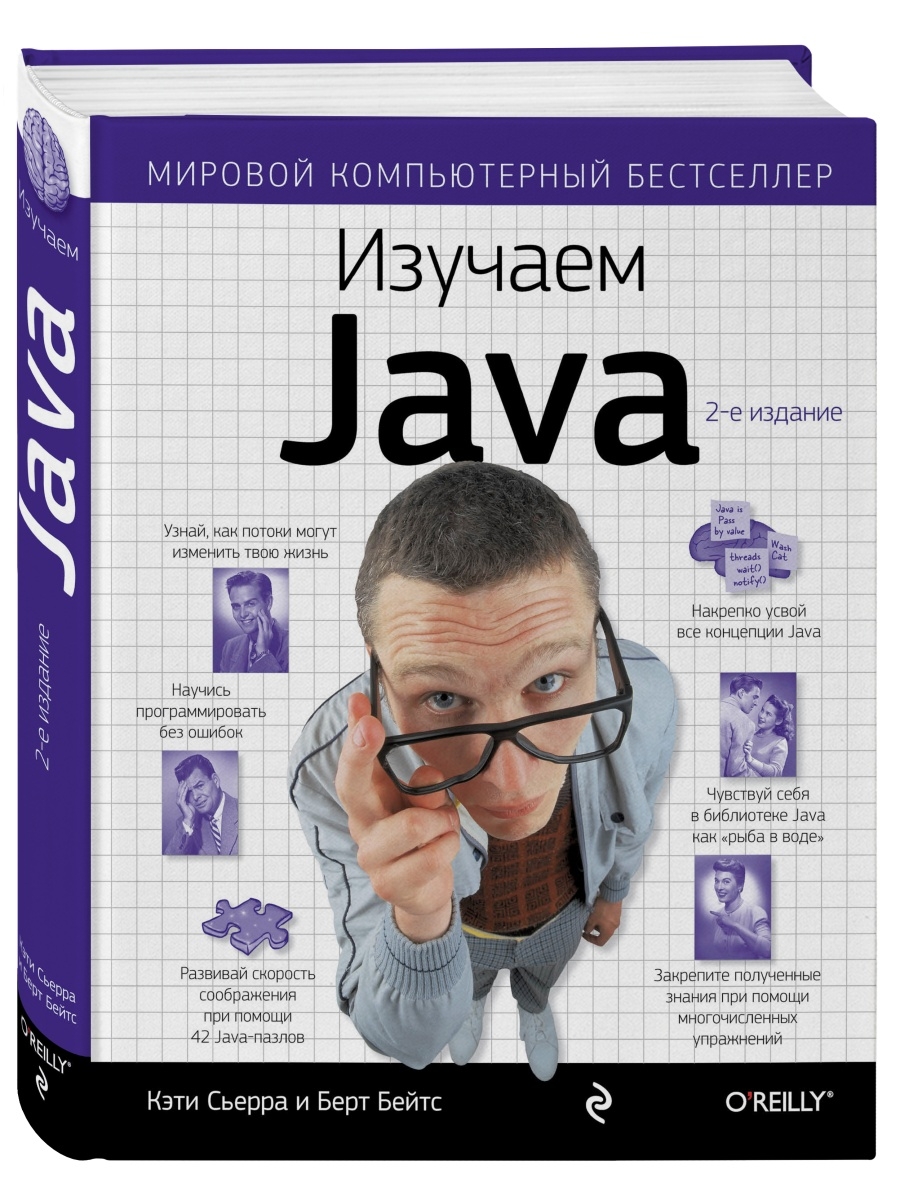 МИРОВОЙ КОМПЬЮТЕРНЫЙ БЕСТСЕЛЛЕР
Изучаем
Java
2-е издание
Узнай, как потоки могут
изменить твою жизнь
Научись
программировать
без ошибок
Развивай скорость
соображения
при помощи
42 Java-пазлов
Java is
Pass
by value
Wash
Cat
threads
wait()
notify()
Накрепко усвой
все концепции Java
Чувствуй себя
в библиотеке Java
как «рыба в воде»
Закрепите полученные
знания при помощи
многочисленных
упражнений
Кэти Сьерра и Берт Бейтс
O'REILLY®
Изучаем
Java
2-е издание
Кэти Сьерра
и Берт Бейтс
O'REILLY®